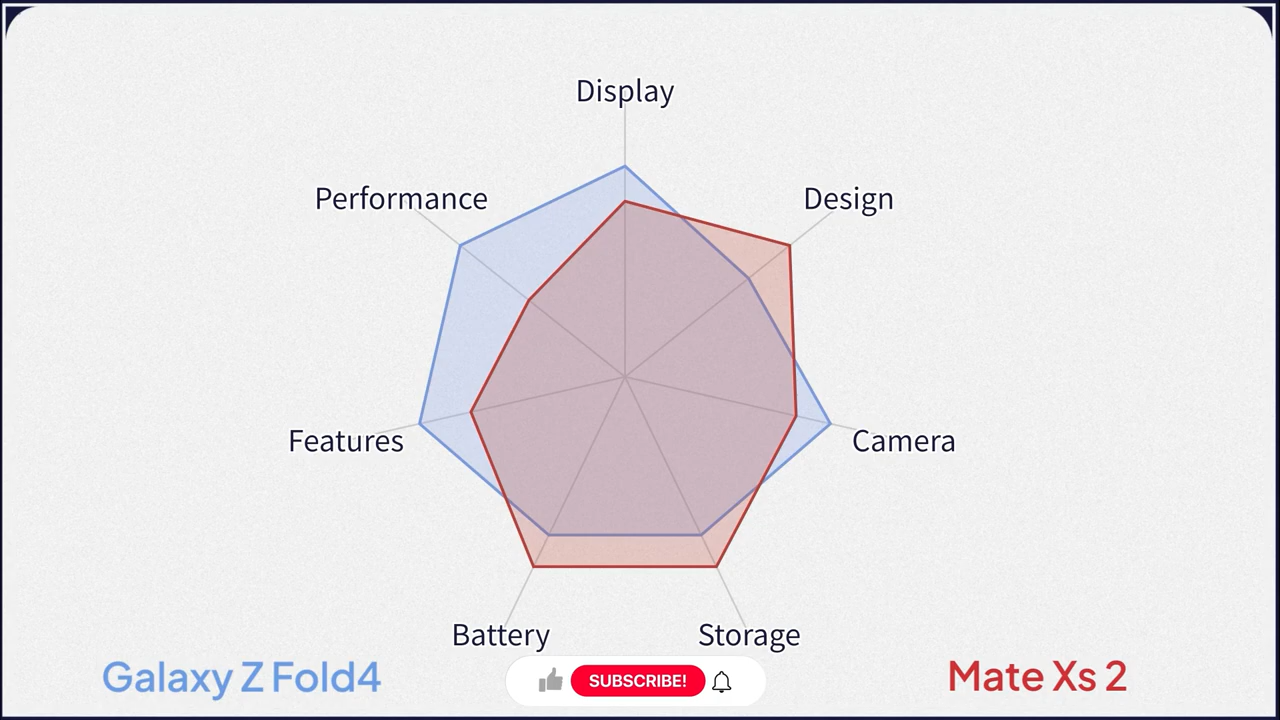 Display
Performance
Design
Features
Camera
Battery
Storage
Galaxy Z Fold4
SUBSCRIBE!
Mate Xs 2